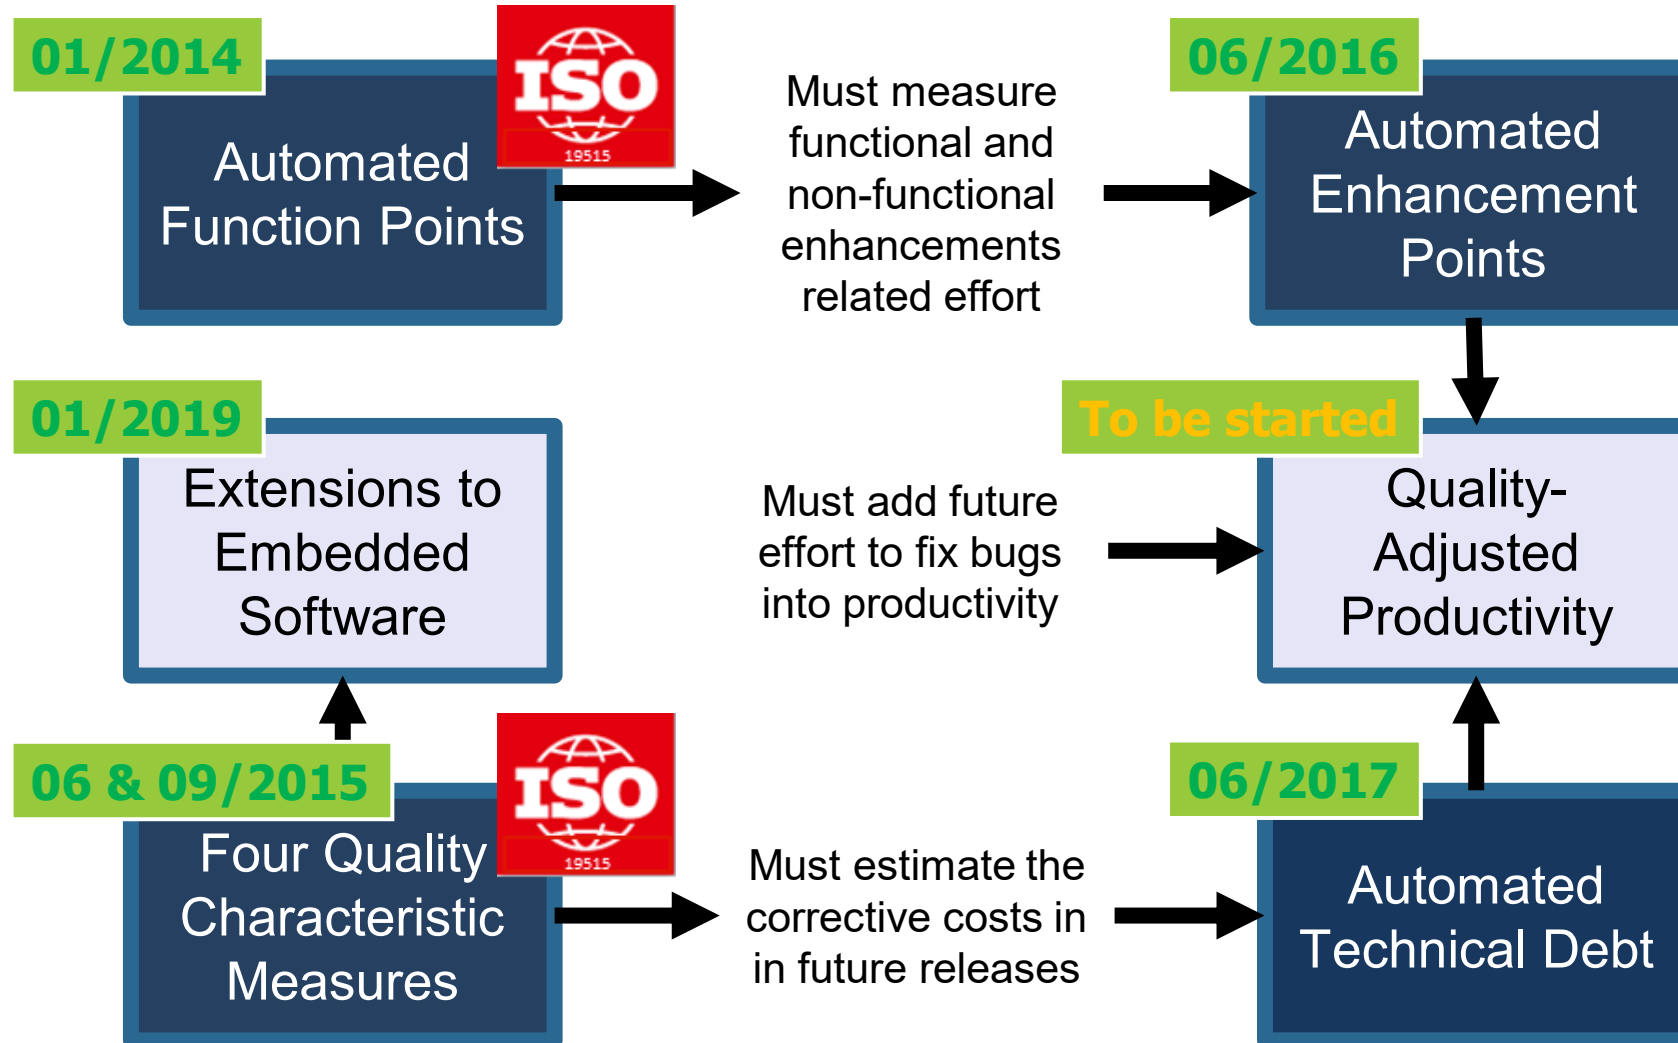 01/2014
Automated
Function Points
ISO
19515
Must measure
functional and
non-functional
enhancements
related effort
06/2016
Automated
Enhancement
Points
01/2019
Extensions to
Embedded
Software
Must add future
effort to fix bugs
into productivity
To be started
Quality-
Adjusted
Productivity
06 & 09/2015
Four Quality
Characteristic
Measures
ISO
19515
Must estimate the
corrective costs in
in future releases
06/2017
Automated
Technical Debt